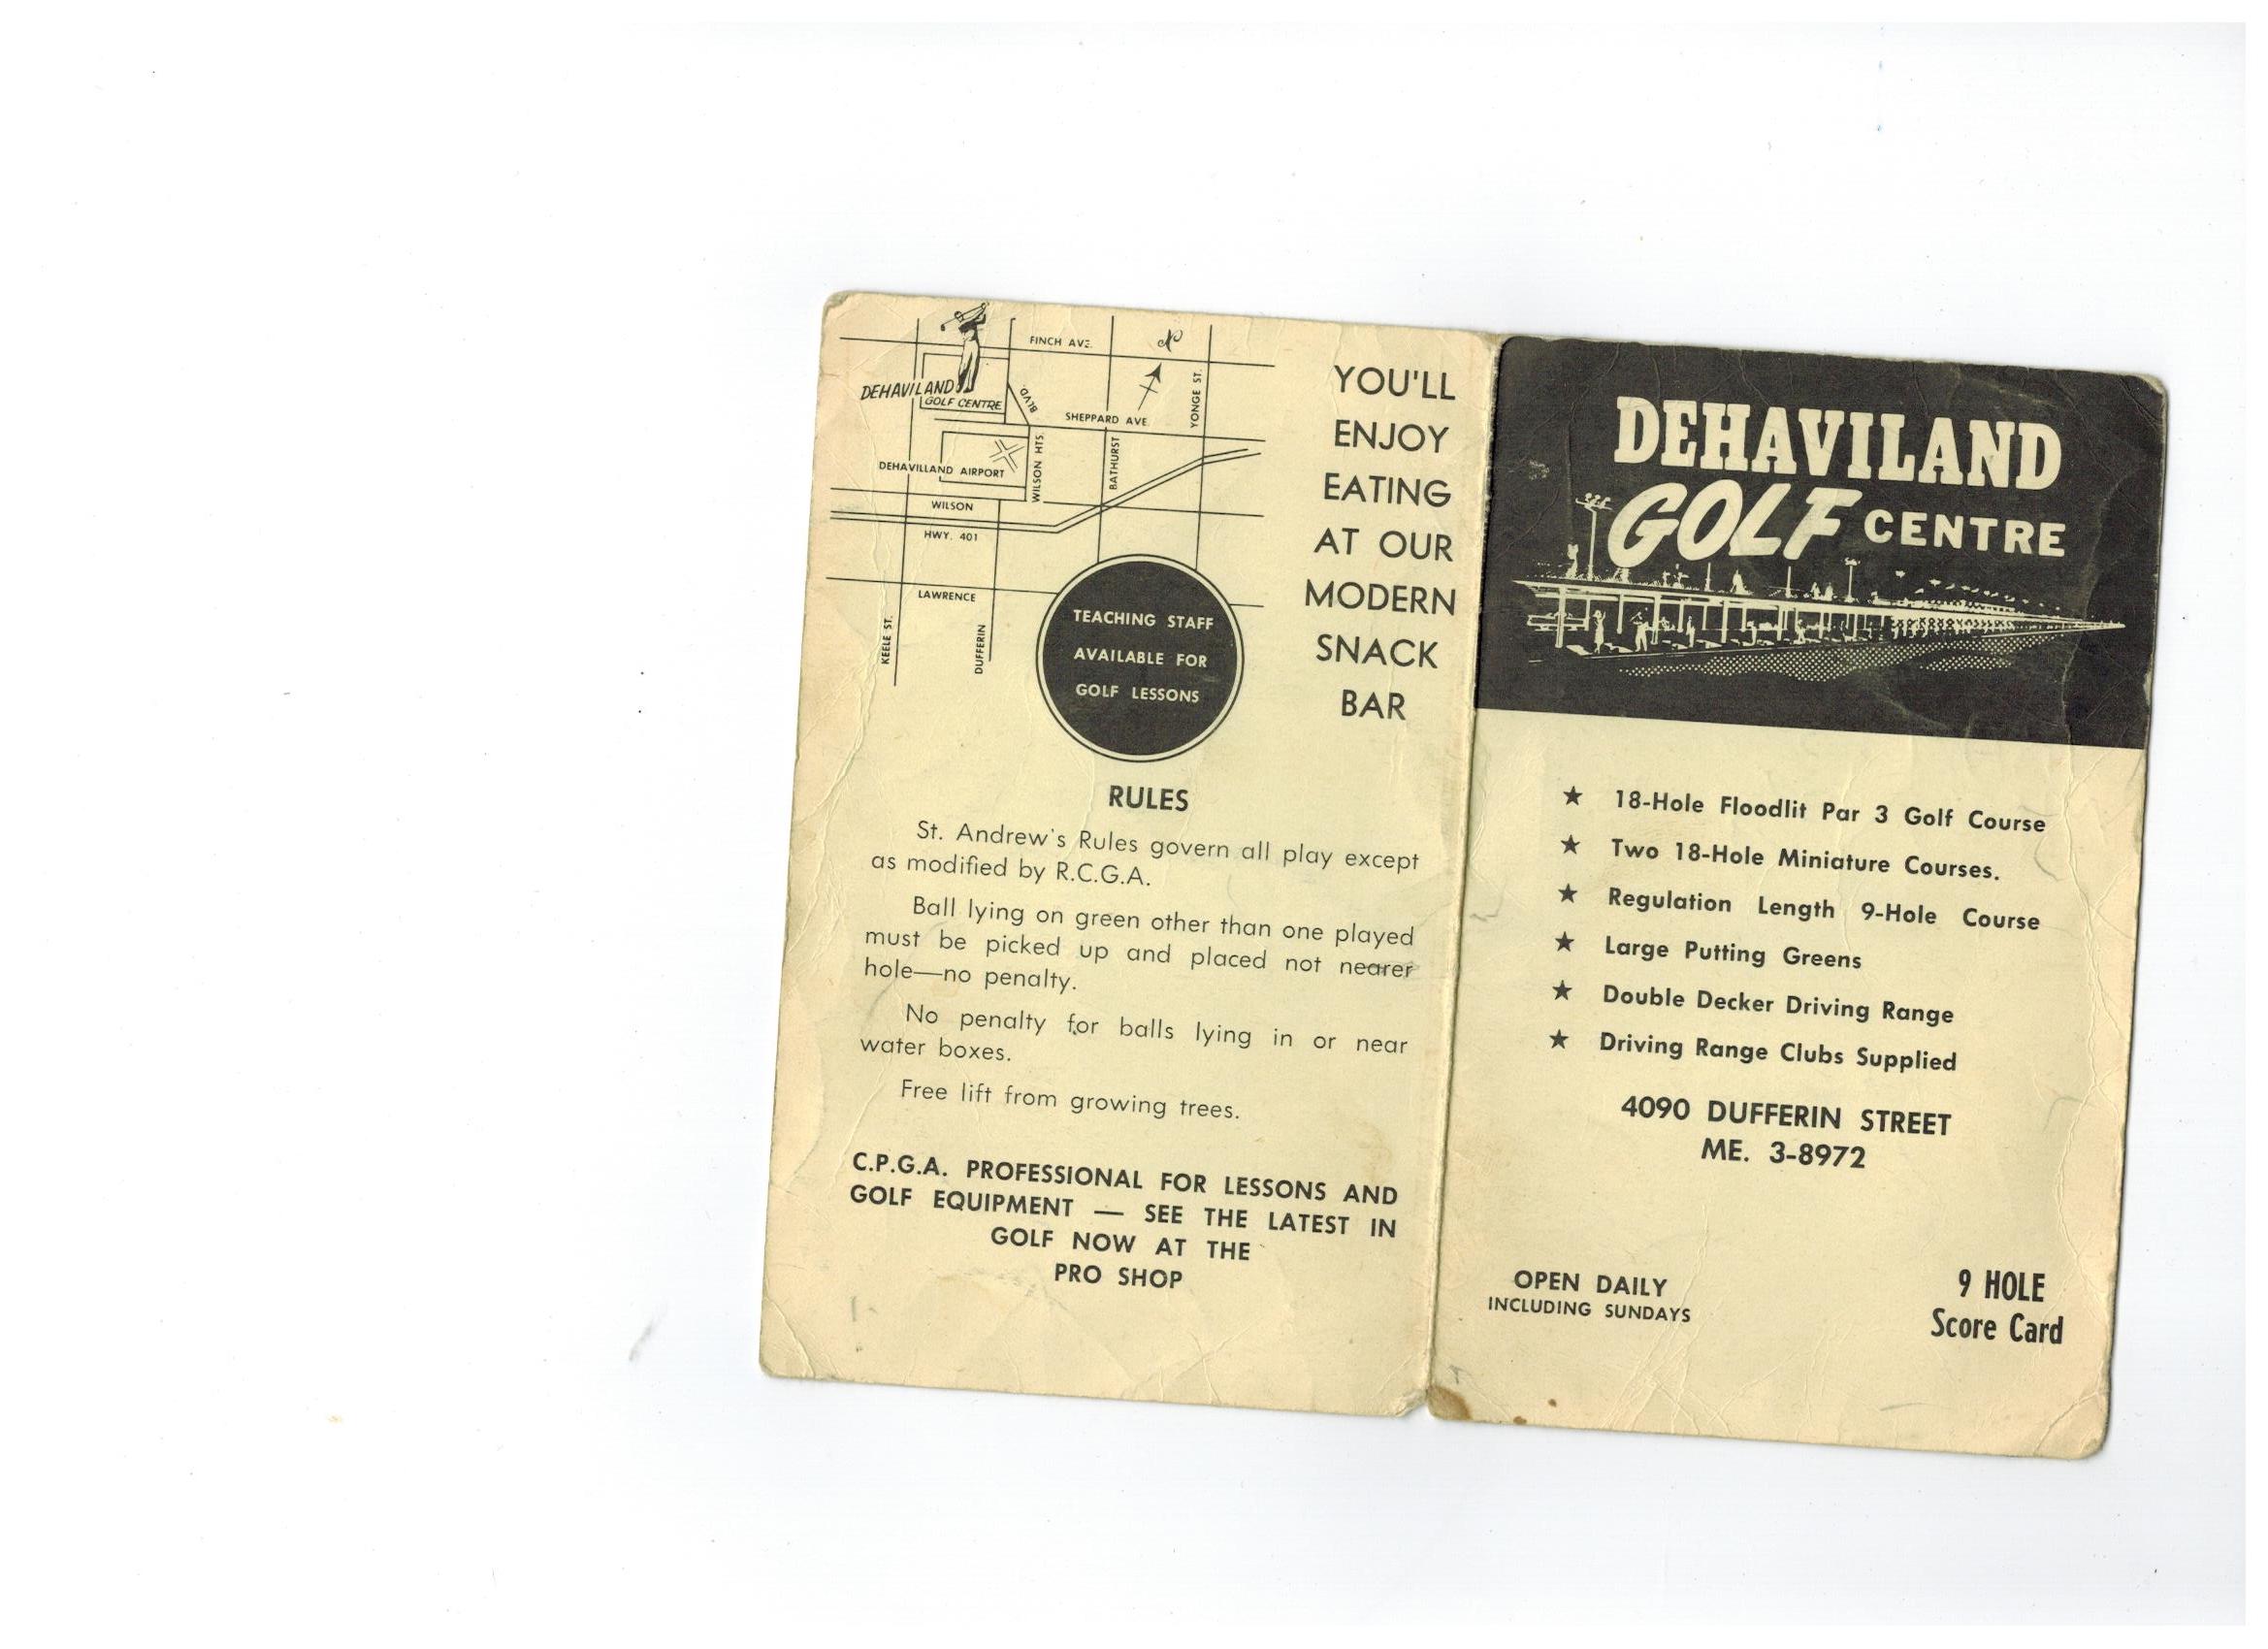 FINCH AVE.
DEHAVILAND
GOLF CENTRE
BLVD.
SHEPPARD AVE.
YONGE ST.
N
DEHAVILLAND AIRPORT
WILSON HTS.
BATHURST
WILSON
HWY. 401
LAWRENCE
KEELE ST.
DUFFERIN
TEACHING STAFF
AVAILABLE FOR
GOLF LESSONS
YOU'LL
ENJOY
EATING
AT OUR
MODERN
SNACK
BAR
RULES
St. Andrew's Rules govern all play except
as modified by R.C.G.A.
Ball lying on green other than one played
must be picked up and placed not nearer
hole—no penalty.
No penalty for balls lying in or near
water boxes.
Free lift from growing trees.
C.P.G.A. PROFESSIONAL FOR LESSONS AND
GOLF EQUIPMENT — SEE THE LATEST IN
GOLF NOW AT THE
PRO SHOP
DEHAVILAND
GOLF CENTRE
★ 18-Hole Floodlit Par 3 Golf Course
★ Two 18-Hole Miniature Courses.
★ Regulation Length 9-Hole Course
★ Large Putting Greens
★ Double Decker Driving Range
★ Driving Range Clubs Supplied
4090 DUFFERIN STREET
ME. 3-8972
OPEN DAILY
INCLUDING SUNDAYS
9 HOLE
Score Card